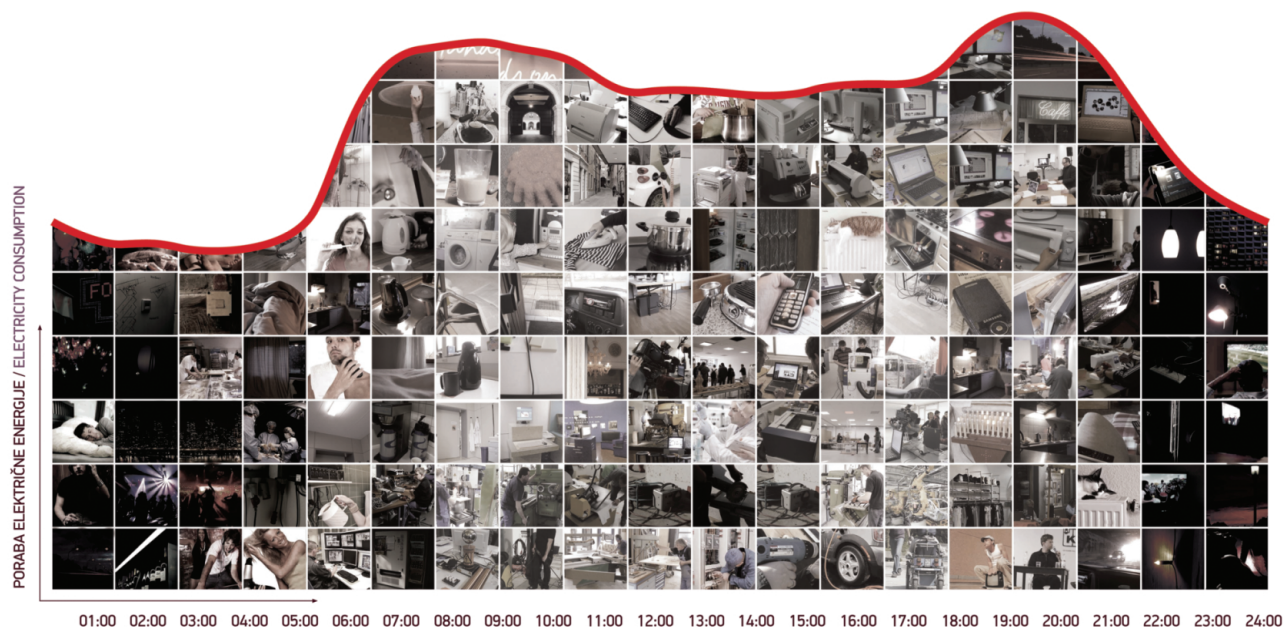 PORABA ELEKTRIČNE ENERGIJE / ELECTRICITY CONSUMPTION
Caffe
FO
01:00 02:00 03:00 04:00 05:00 06:00 07:00 08:00 09:00 10:00 11:00 12:00 13:00 14:00 15:00 16:00 17:00 18:00 19:00 20:00 21:00 22:00 23:00 24:00